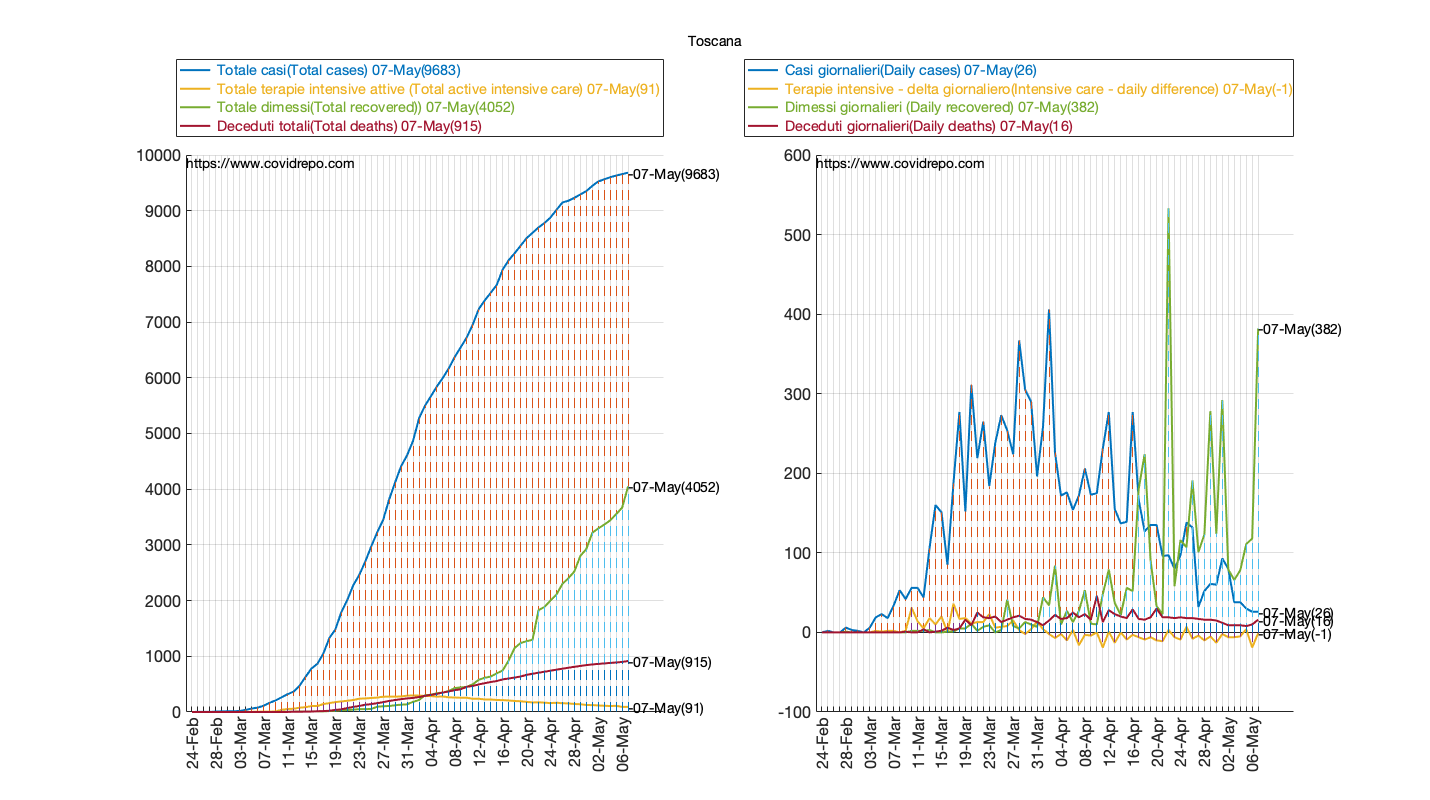 Toscana
Totale casi(Total cases) 07-May(9683)
Totale terapie intensive attive (Total active intensive care) 07-May(91)
Totale dimessi(Total recovered)) 07-May(4052)
Deceduti totali(Total deaths) 07-May(915)
https://www.covidrepo.com
10000
9000
8000
7000
6000
5000
4000
3000
2000
1000
0
07-May(9683)
07-May(4052)
07-May(915)
07-May(91)
24-Feb
28-Feb
03-Mar
07-Mar
11-Mar
15-Mar
19-Mar
23-Mar
27-Mar
31-Mar
04-Apr
08-Apr
12-Apr
16-Apr
20-Apr
24-Apr
28-Apr
02-May
06-May
Casi giornalieri(Daily cases) 07-May(26)
Terapie intensive - delta giornaliero(Intensive care - daily difference) 07-May(-1)
Dimessi giornalieri (Daily recovered) 07-May(382)
Deceduti giornalieri(Daily deaths) 07-May(16)
https://www.covidrepo.com
600
500
400
300
200
100
0
-100
07-May(382)
07-May(26)
07-May(16)
07-May(-1)
24-Feb
28-Feb
03-Mar
07-Mar
11-Mar
15-Mar
19-Mar
23-Mar
27-Mar
31-Mar
04-Apr
08-Apr
12-Apr
16-Apr
20-Apr
24-Apr
28-Apr
02-May
06-May